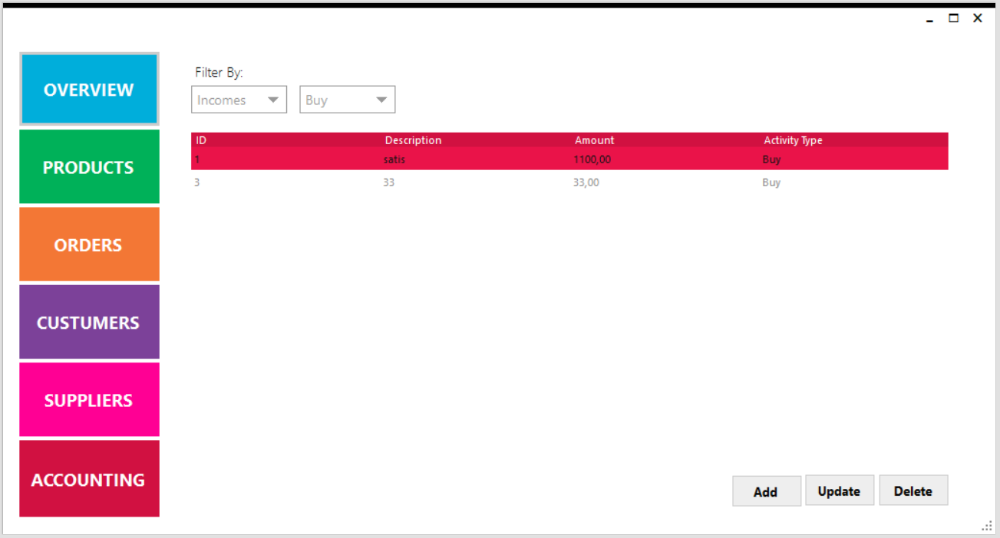 OVERVIEW
PRODUCTS
ORDERS
CUSTUMERS
SUPPLIERS
ACCOUNTING
Filter By:
Incomes Buy
ID Description Amount Activity Type
1 satis 1100,00 Buy
3 33 33,00 Buy
Add Update Delete